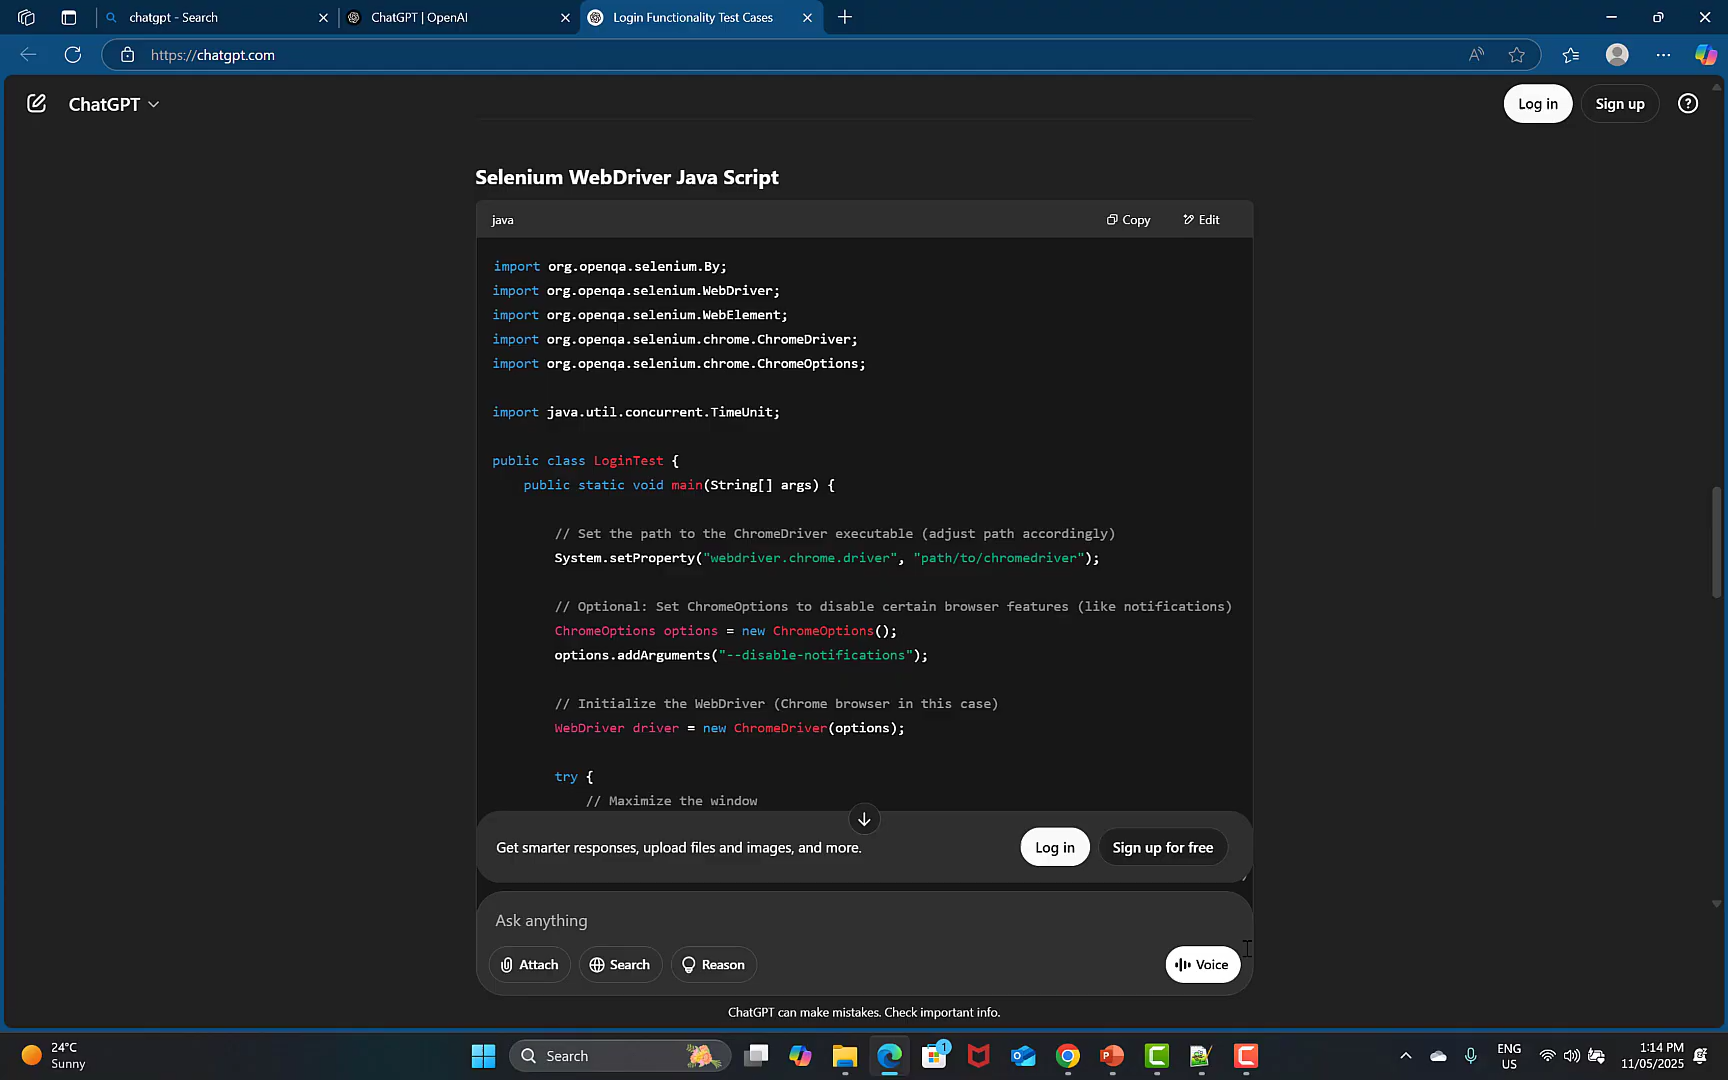 chatgpt - Search
ChatGPT | OpenAI
Login Functionality Test Cases
https://chatgpt.com
ChatGPT
Log in
Sign up
Selenium WebDriver Java Script
java
Copy
Edit
import org.openqa.selenium.By;
import org.openqa.selenium.WebDriver;
import org.openqa.selenium.WebElement;
import org.openqa.selenium.chrome.ChromeDriver;
import org.openqa.selenium.chrome.ChromeOptions;
import java.util.concurrent.TimeUnit;
public class LoginTest {
public static void main(String[] args) {
// Set the path to the ChromeDriver executable (adjust path accordingly)
System.setProperty("webdriver.chrome.driver", "path/to/chromedriver");
// Optional: Set ChromeOptions to disable certain browser features (like notifications)
ChromeOptions options = new ChromeOptions();
options.addArguments("--disable-notifications");
// Initialize the WebDriver (Chrome browser in this case)
WebDriver driver = new ChromeDriver(options);
try {
// Maximize the window
Get smarter responses, upload files and images, and more.
Log in
Sign up for free
Ask anything
Attach
Search
Reason
Voice
ChatGPT can make mistakes. Check important info.
24°C
Sunny
Search
1
ENG
US
1:14 PM
11/05/2025